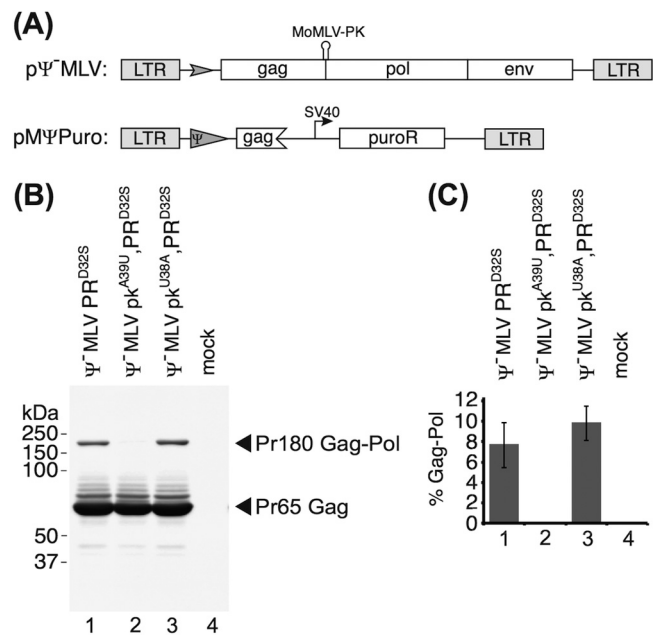 (A)
MoMLV-PK
pΨ⁻MLV: LTR gag pol env LTR
SV40
pMΨPuro: LTR Ψ gag puroR LTR
(B)
Ψ⁻MLV PR^D32S
Ψ⁻MLV pk^A39U,PR^D32S
Ψ⁻MLV pk^U38A,PR^D32S
mock
kDa
250
150
100
50
37
Pr180 Gag-Pol
Pr65 Gag
1 2 3 4
(C)
Ψ⁻MLV PR^D32S
Ψ⁻MLV pk^A39U,PR^D32S
Ψ⁻MLV pk^U38A,PR^D32S
mock
% Gag-Pol
12
10
8
6
4
2
0
1 2 3 4